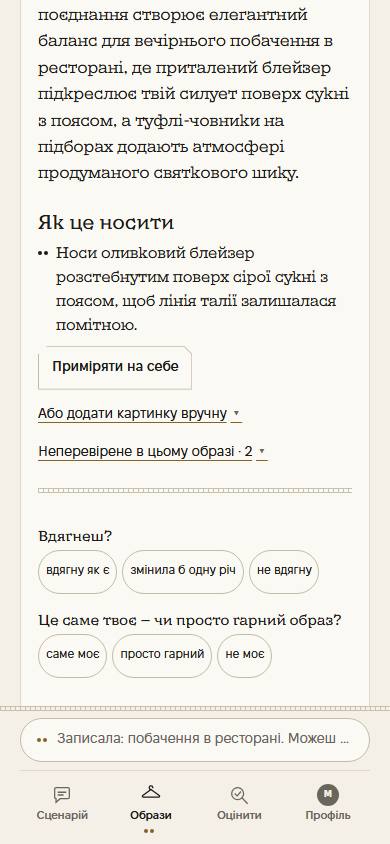 поєднання створює елегантний
баланс для вечірнього побачення в
ресторані, де приталений блейзер
підкреслює твій силует поверх сукні
з поясом, а туфлі-човники на
підборах додають атмосфері
продуманого святкового шику.
Як це носити
Носи оливковий блейзер
розстебнутим поверх сірої сукні з
поясом, щоб лінія талії залишалася
помітною.
Приміряти на себе
Або додати картинку вручну
Неперевірене в цьому образі · 2
Вдягнеш?
вдягну як є змінила б одну річ не вдягну
Це саме твоє — чи просто гарний образ?
саме моє просто гарний не моє
Записала: побачення в ресторані. Можеш ...
М
Сценарій Образи Оцінити Профіль